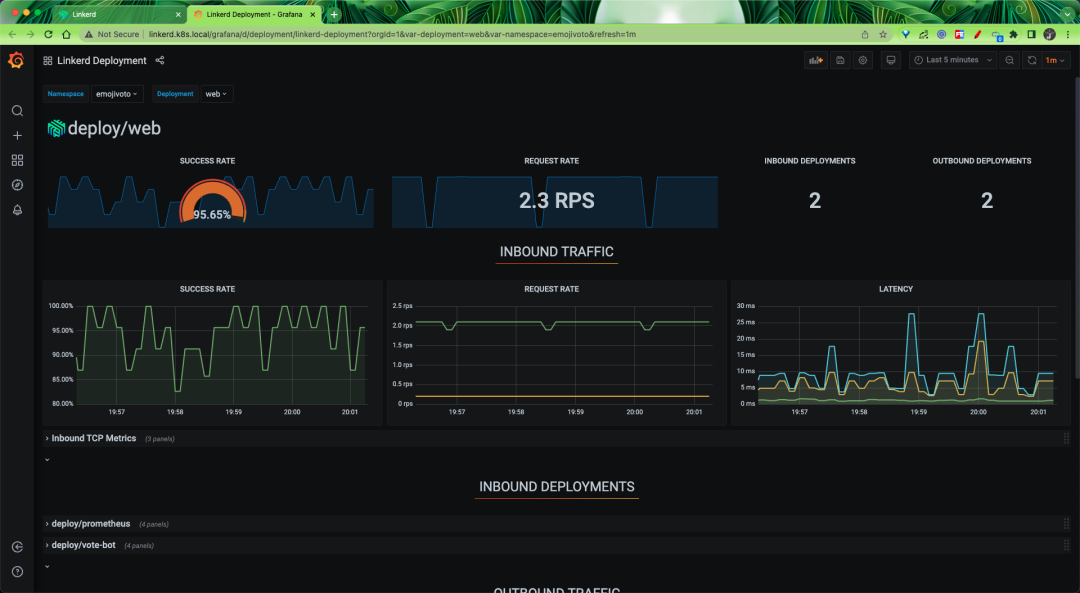 Linkerd
Linkerd Deployment - Grafana
Not Secure
linkerd.k8s.local/grafana/d/deployment/linkerd-deployment?orgId=1&var-deployment=web&var-namespace=emojivoto&refresh=1m
Linkerd Deployment
Last 5 minutes
1m
Namespace
emojivoto
Deployment
web
deploy/web
SUCCESS RATE
REQUEST RATE
INBOUND DEPLOYMENTS
OUTBOUND DEPLOYMENTS
95.65%
2.3 RPS
2
2
INBOUND TRAFFIC
SUCCESS RATE
100.00%
95.00%
90.00%
85.00%
80.00%
19:57
19:58
19:59
20:00
20:01
REQUEST RATE
2.5 rps
2.0 rps
1.5 rps
1.0 rps
0.5 rps
0 rps
19:57
19:58
19:59
20:00
20:01
LATENCY
30 ms
25 ms
20 ms
15 ms
10 ms
5 ms
0 ms
19:57
19:58
19:59
20:00
20:01
Inbound TCP Metrics (3 panels)
INBOUND DEPLOYMENTS
deploy/prometheus (4 panels)
deploy/vote-bot (4 panels)
OUTBOUND TRAFFIC